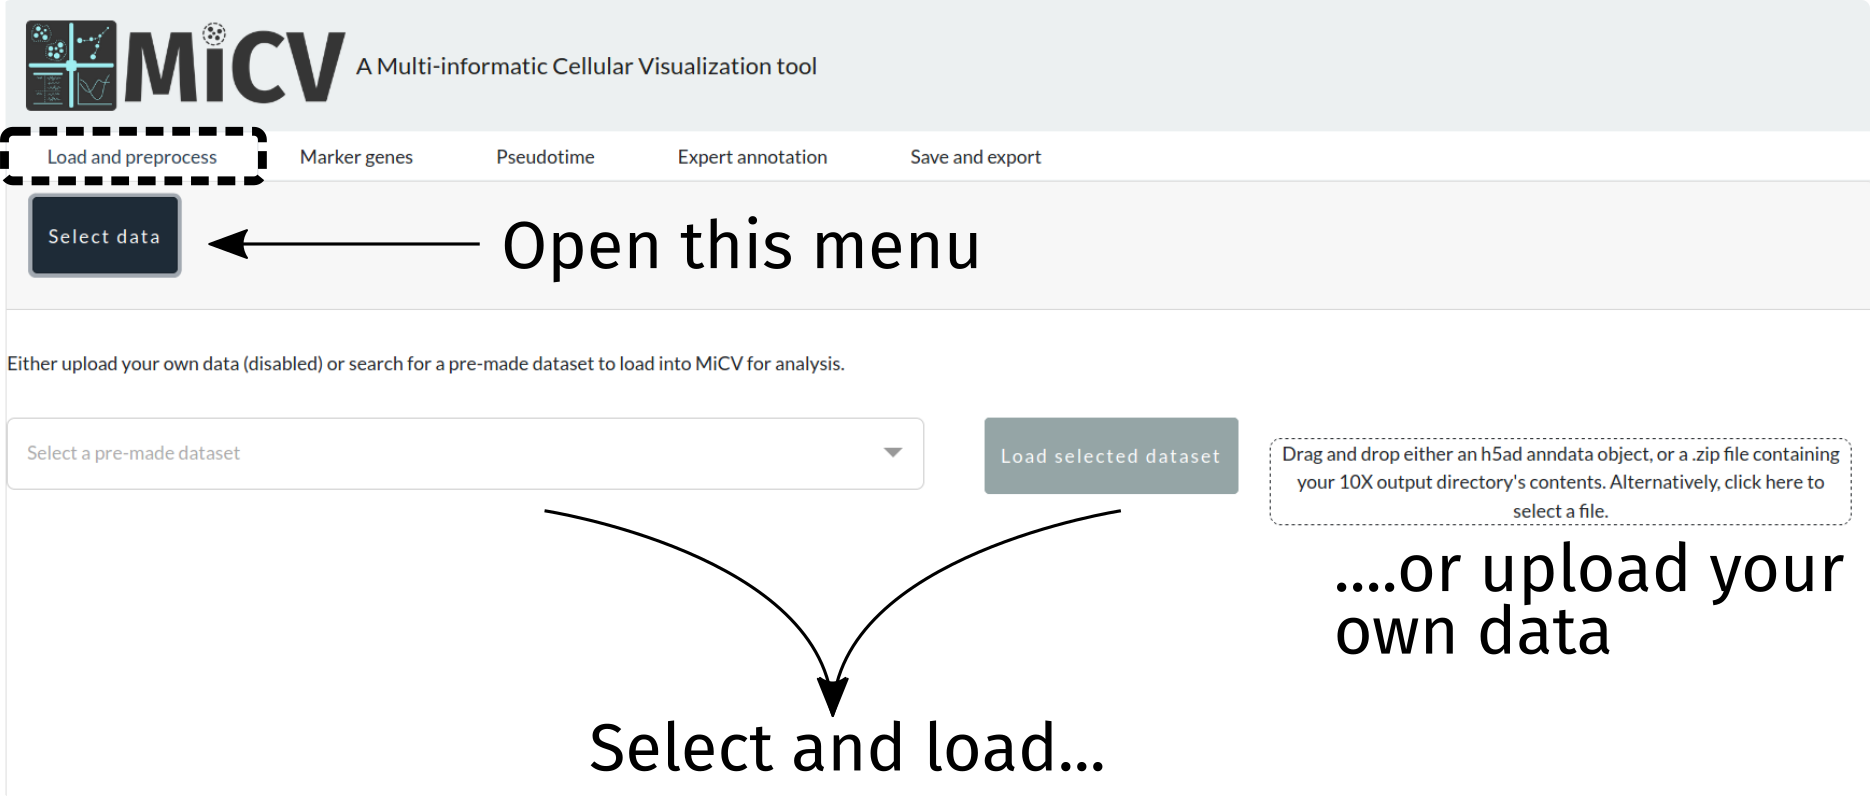 MiCV A Multi-informatic Cellular Visualization tool
Load and preprocess Marker genes Pseudotime Expert annotation Save and export
Select data
Open this menu
Either upload your own data (disabled) or search for a pre-made dataset to load into MiCV for analysis.
Select a pre-made dataset
Load selected dataset
Drag and drop either an h5ad anndata object, or a .zip file containing
your 10X output directory's contents. Alternatively, click here to
select a file.
....or upload your
own data
Select and load...